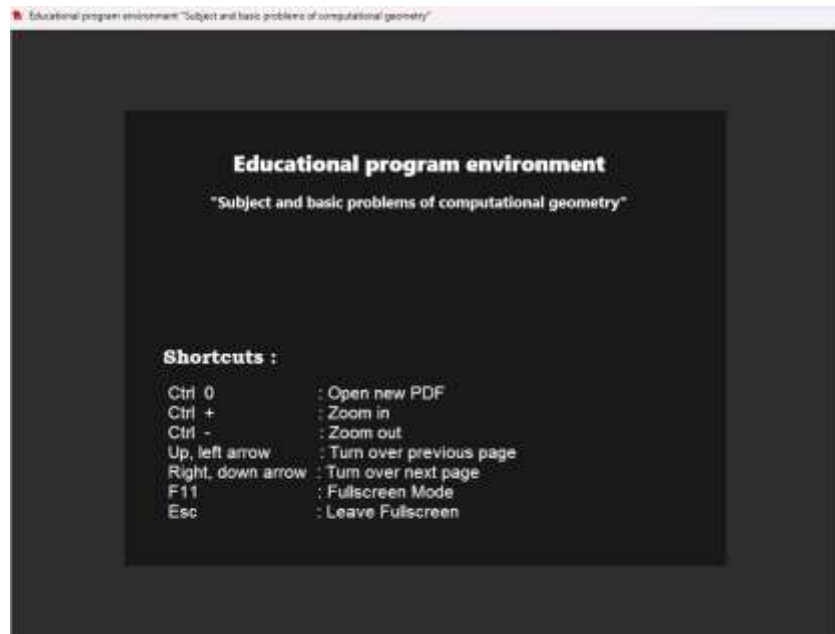 Educational program environment "Subject and basic problems of computational geometry"
Educational program environment
"Subject and basic problems of computational geometry"
Shortcuts :
Ctrl 0 : Open new PDF
Ctrl + : Zoom in
Ctrl - : Zoom out
Up, left arrow : Turn over previous page
Right, down arrow : Turn over next page
F11 : Fullscreen Mode
Esc : Leave Fullscreen